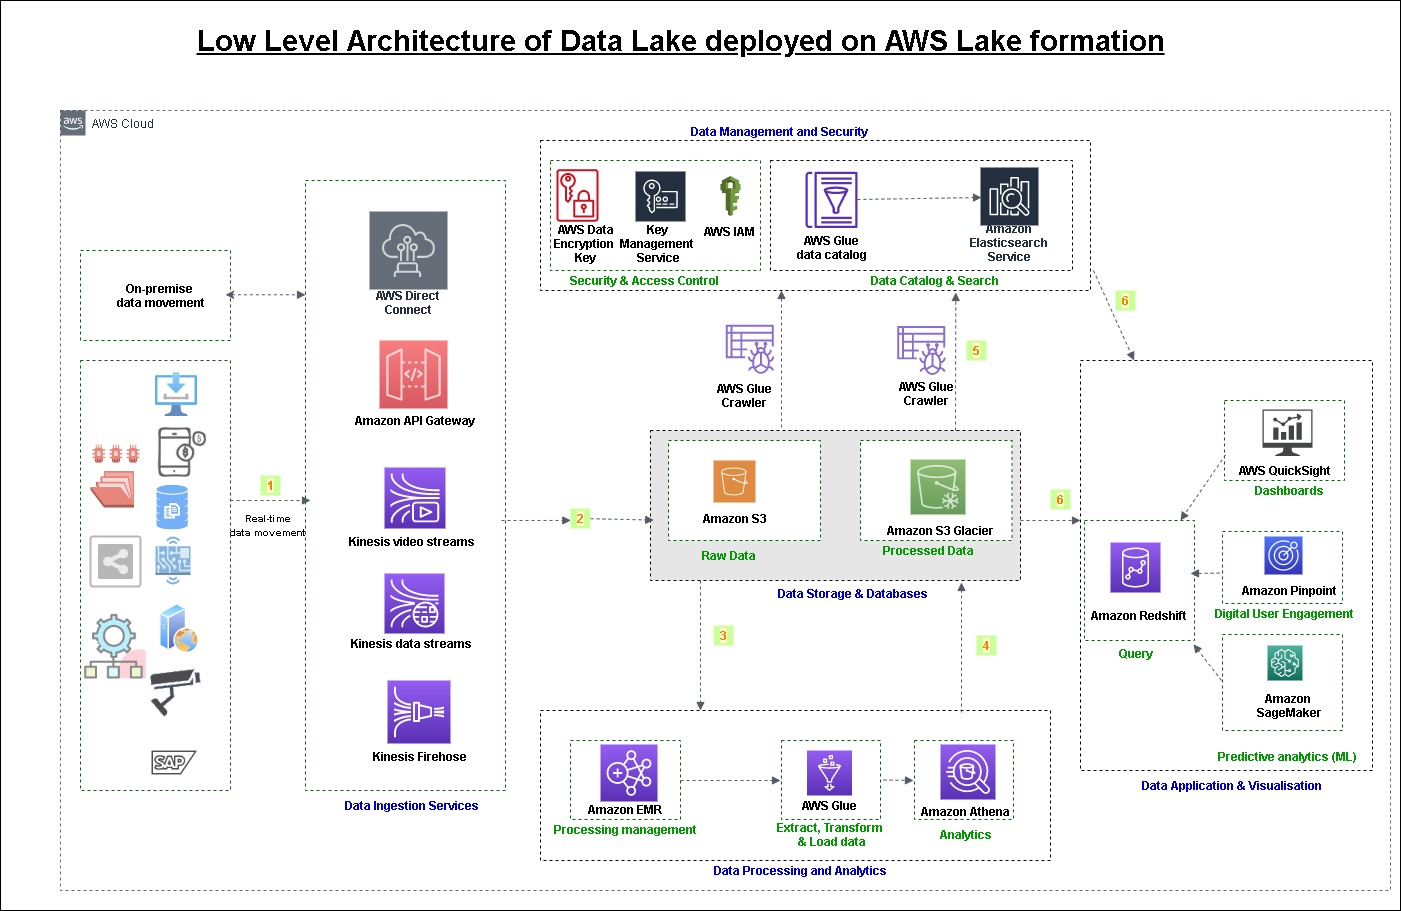 Low Level Architecture of Data Lake deployed on AWS Lake formation
aws
AWS Cloud
Data Management and Security
AWS Data
Encryption
Key
Key
Management
Service
AWS IAM
Security & Access Control
AWS Glue
data catalog
Amazon
Elasticsearch
Service
Data Catalog & Search
On-premise
data movement
AWS Direct
Connect
Amazon API Gateway
Kinesis video streams
Kinesis data streams
Kinesis Firehose
Data Ingestion Services
1
Real-time
data movement
SAP
2
AWS Glue
Crawler
AWS Glue
Crawler
5
6
Amazon S3
Raw Data
Amazon S3 Glacier
Processed Data
Data Storage & Databases
6
3
4
Amazon EMR
Processing management
AWS Glue
Extract, Transform
& Load data
Amazon Athena
Analytics
Data Processing and Analytics
AWS QuickSight
Dashboards
Amazon Redshift
Query
Amazon Pinpoint
Digital User Engagement
Amazon
SageMaker
Predictive analytics (ML)
Data Application & Visualisation